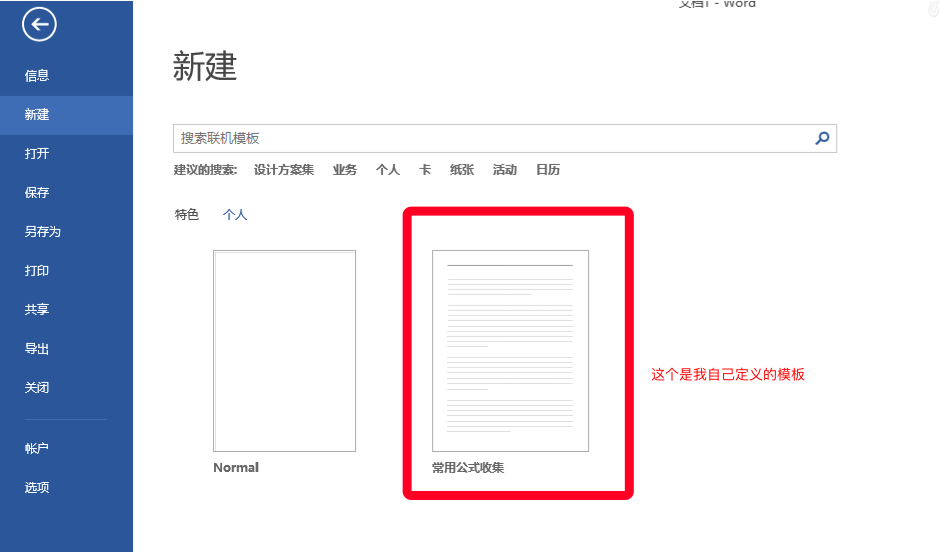 文档1 - Word
信息
新建
打开
保存
另存为
打印
共享
导出
关闭
帐户
选项
新建
搜索联机模板
建议的搜索: 设计方案集 业务 个人 卡 纸张 活动 日历
特色 个人
这个是我自己定义的模板
Normal 常用公式收集